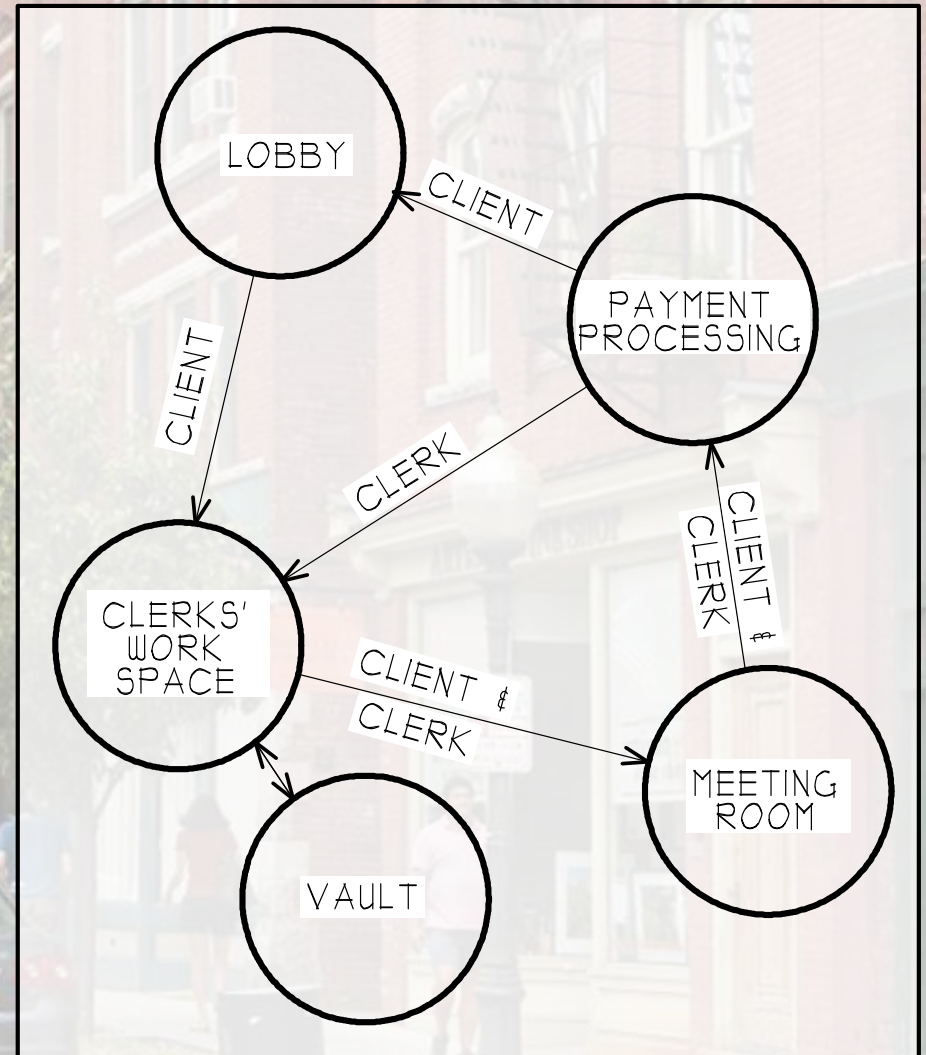 LOBBY
CLIENT
PAYMENT
PROCESSING
CLIENT
CLERK
CLIENT &
CLERK
CLERKS'
WORK
SPACE
CLIENT &
CLERK
MEETING
ROOM
VAULT